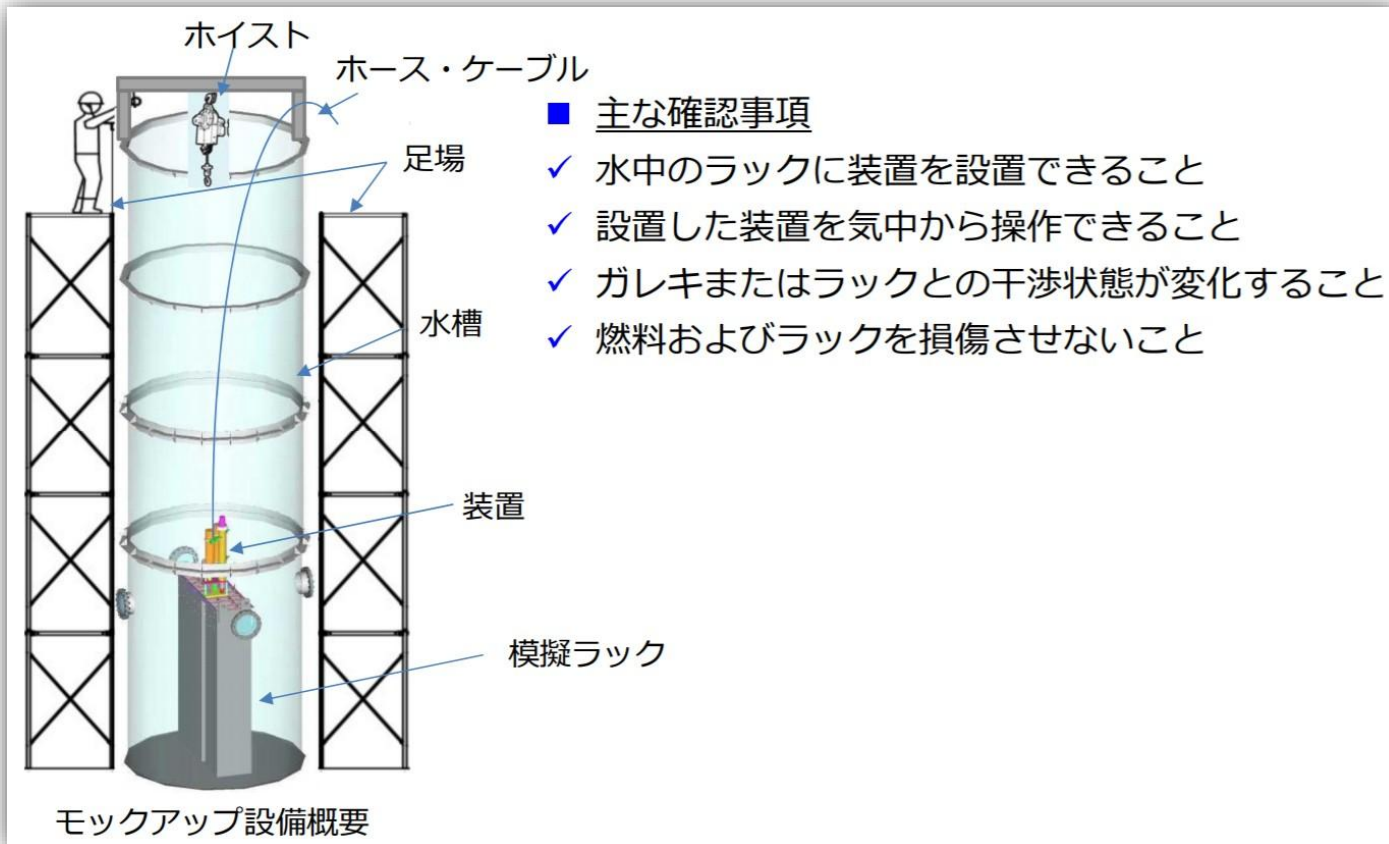 ホイスト
ホース・ケーブル
足場
水槽
装置
模擬ラック
モックアップ設備概要
■ 主な確認事項
✓ 水中のラックに装置を設置できること
✓ 設置した装置を気中から操作できること
✓ ガレキまたはラックとの干渉状態が変化すること
✓ 燃料およびラックを損傷させないこと